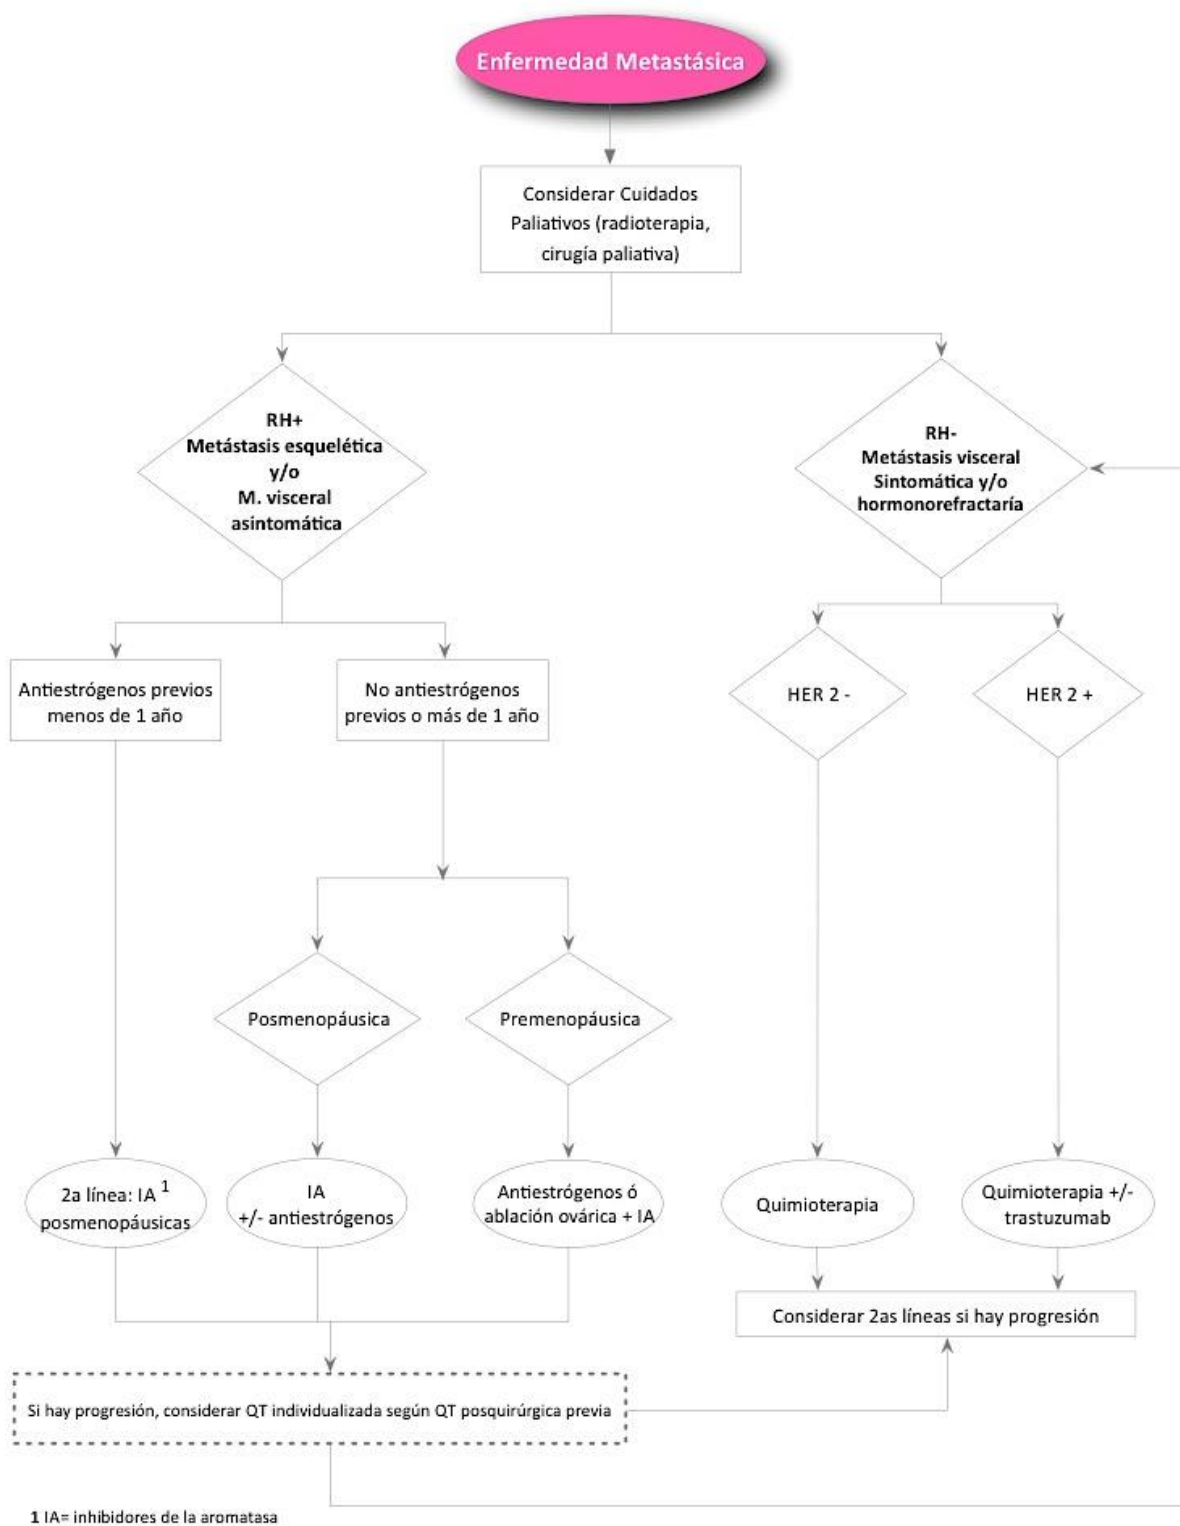 Enfermedad Metastásica
Considerar Cuidados
Paliativos (radioterapia,
cirugía paliativa)
RH+
Metástasis esquelética
y/o
M. visceral
asintomática
RH-
Metástasis visceral
Sintomática y/o
hormonorefractaría
Antiestrógenos previos
menos de 1 año
No antiestrógenos
previos o más de 1 año
HER 2 -
HER 2 +
Posmenopáusica
Premenopáusica
2a línea: IA 1
posmenopáusicas
IA
+/- antiestrógenos
Antiestrógenos ó
ablación ovárica + IA
Quimioterapia
Quimioterapia +/-
trastuzumab
Considerar 2as líneas si hay progresión
Si hay progresión, considerar QT individualizada según QT posquirúrgica previa
1 IA= inhibidores de la aromatasa